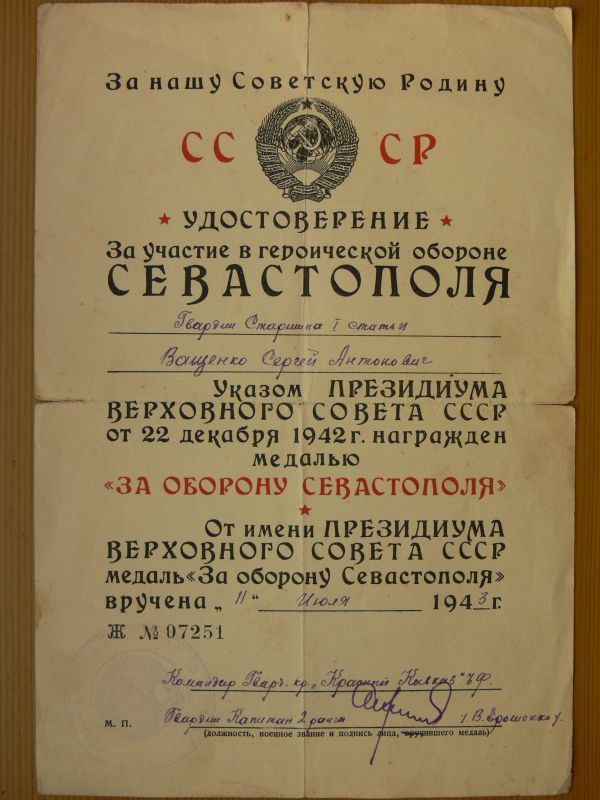 За нашу Советскую Родину
СС СР
★ УДОСТОВЕРЕНИЕ ★
За участие в героической обороне
СЕВАСТОПОЛЯ
Гвардии Старшина I статьи
Ващенко Сергей Антонович
Указом ПРЕЗИДИУМА
ВЕРХОВНОГО СОВЕТА СССР
от 22 декабря 1942 г. награжден
медалью
«ЗА ОБОРОНУ СЕВАСТОПОЛЯ»
★
От имени ПРЕЗИДИУМА
ВЕРХОВНОГО СОВЕТА СССР
медаль «За оборону Севастополя»
вручена „11“ Июля 1943 г.
Ж № 07251
Командир Гвард. кр. „Красный Кавказ“ ЧФ.
М. П. Гвардии Капитан 2 ранга /В. Ерошенко/.
(должность, военное звание и подпись лица, вручившего медаль)